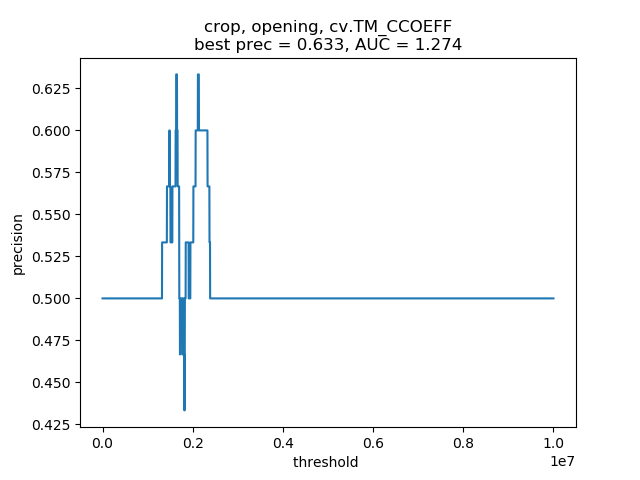 crop, opening, cv.TM_CCOEFF
best prec = 0.633, AUC = 1.274
precision
0.625
0.600
0.575
0.550
0.525
0.500
0.475
0.450
0.425
0.0 0.2 0.4 0.6 0.8 1.0
1e7
threshold